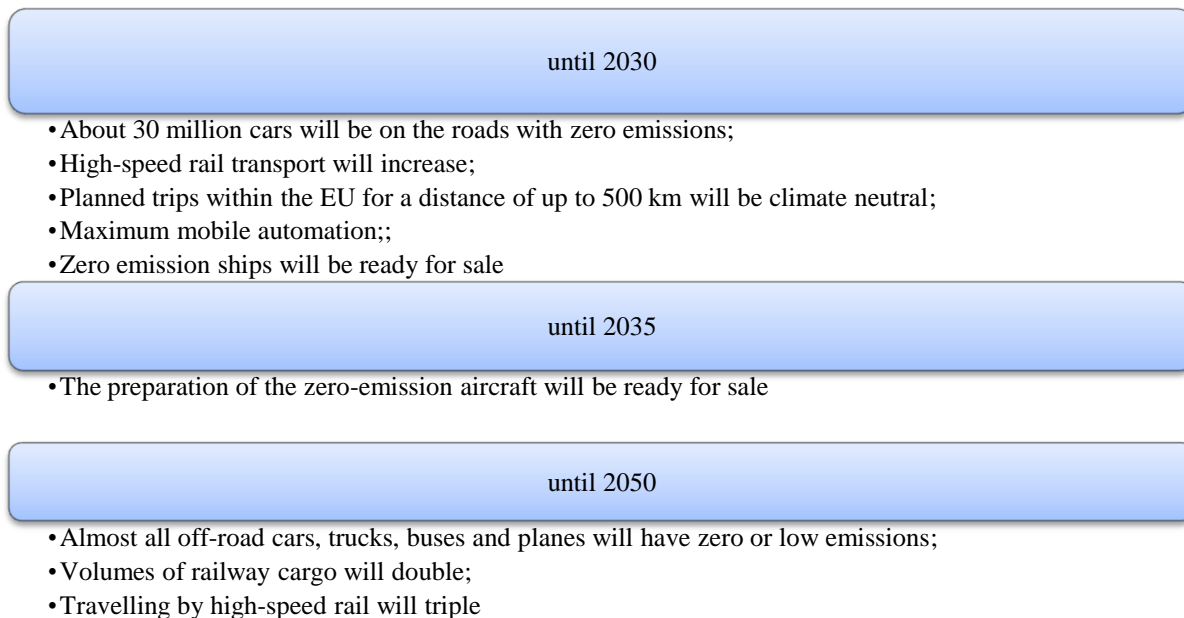 until 2030
•About 30 million cars will be on the roads with zero emissions;
•High-speed rail transport will increase;
•Planned trips within the EU for a distance of up to 500 km will be climate neutral;
•Maximum mobile automation;;
•Zero emission ships will be ready for sale
until 2035
•The preparation of the zero-emission aircraft will be ready for sale
until 2050
•Almost all off-road cars, trucks, buses and planes will have zero or low emissions;
•Volumes of railway cargo will double;
•Travelling by high-speed rail will triple